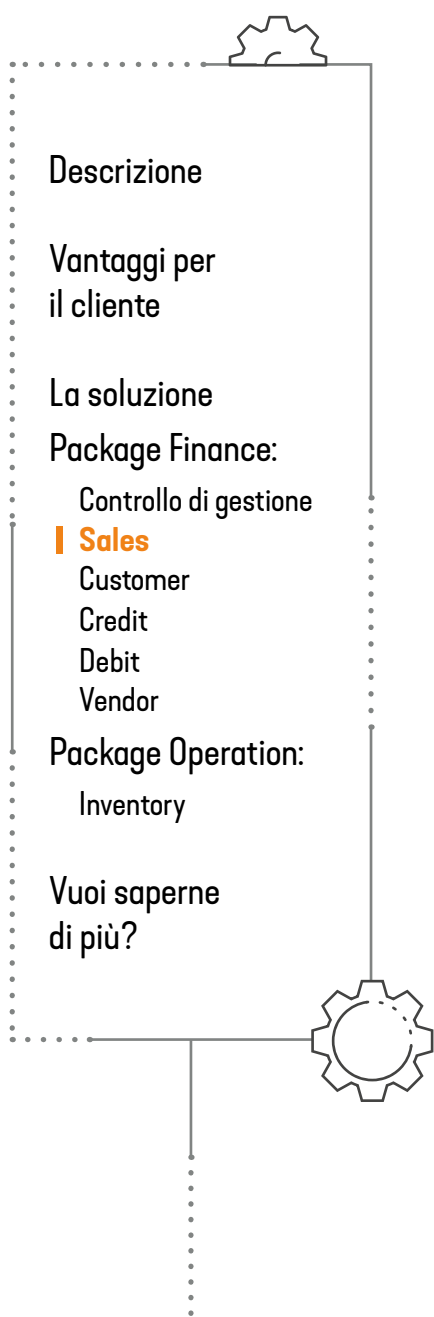 Descrizione
Vantaggi per
il cliente
La soluzione
Package Finance:
Controllo di gestione
Sales
Customer
Credit
Debit
Vendor
Package Operation:
Inventory
Vuoi saperne
di più?